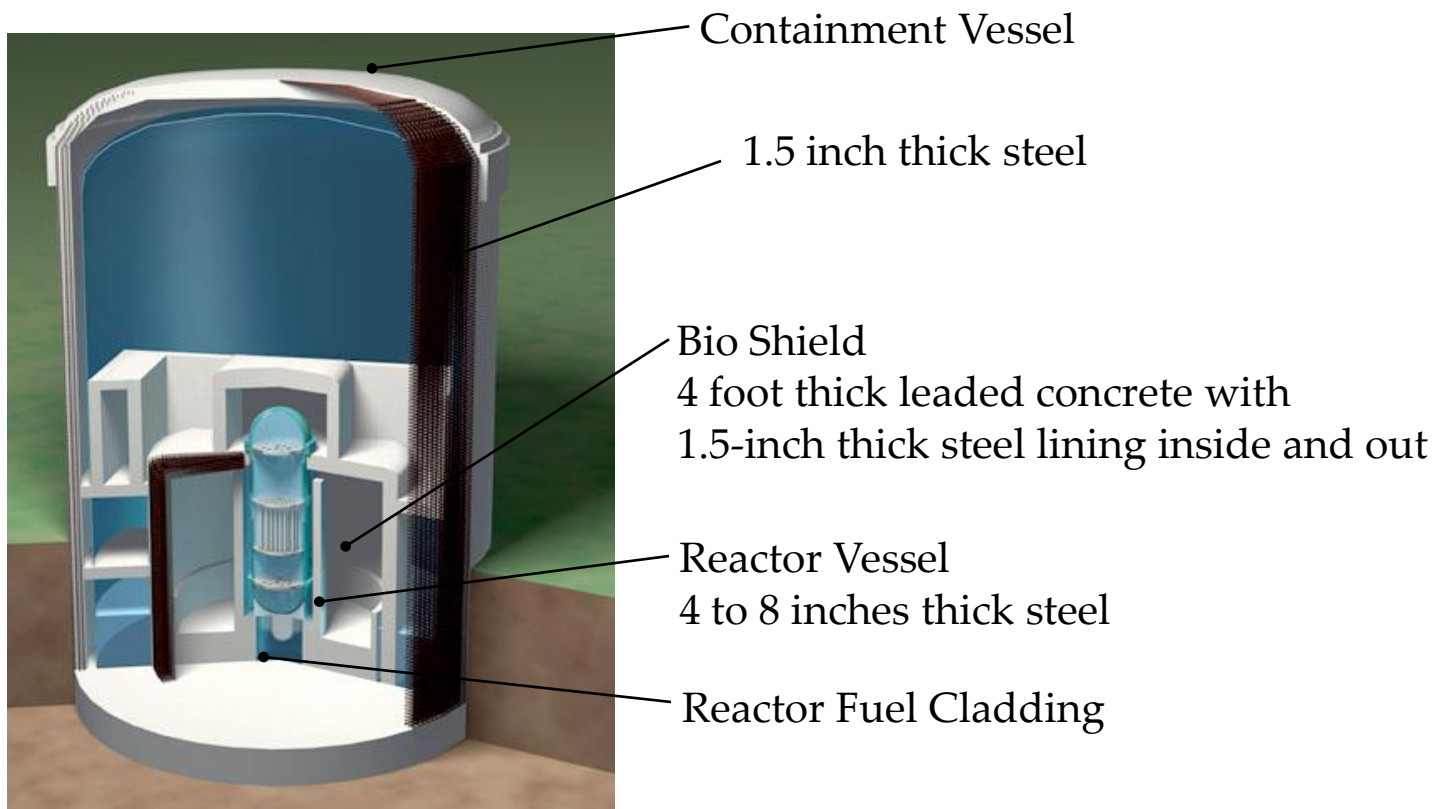 Containment Vessel
1.5 inch thick steel
Bio Shield
4 foot thick leaded concrete with
1.5-inch thick steel lining inside and out
Reactor Vessel
4 to 8 inches thick steel
Reactor Fuel Cladding